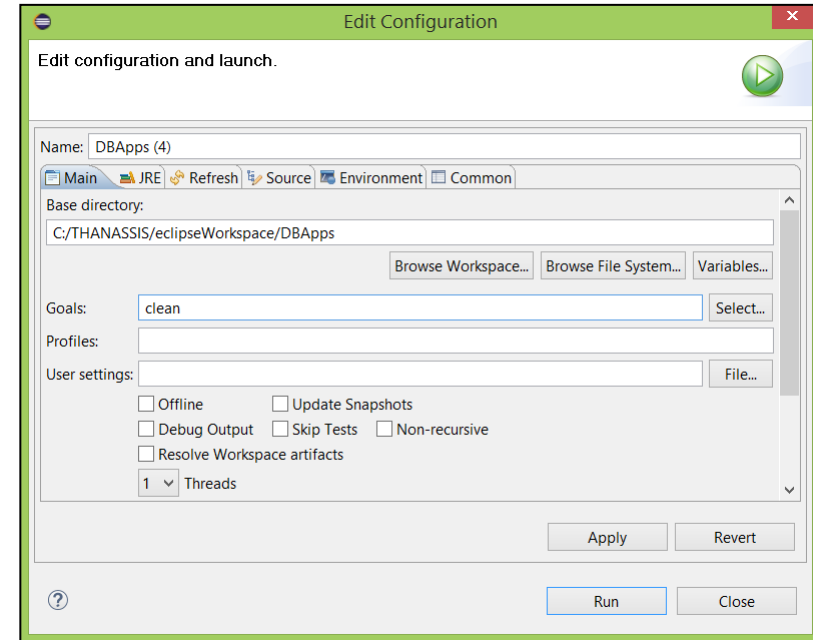 Edit Configuration
Edit configuration and launch.
Name: DBApps (4)
Main JRE Refresh Source Environment Common
Base directory:
C:/THANASSIS/eclipseWorkspace/DBApps
Browse Workspace... Browse File System... Variables...
Goals: clean Select...
Profiles:
User settings: File...
Offline Update Snapshots
Debug Output Skip Tests Non-recursive
Resolve Workspace artifacts
1 Threads
Apply Revert
? Run Close